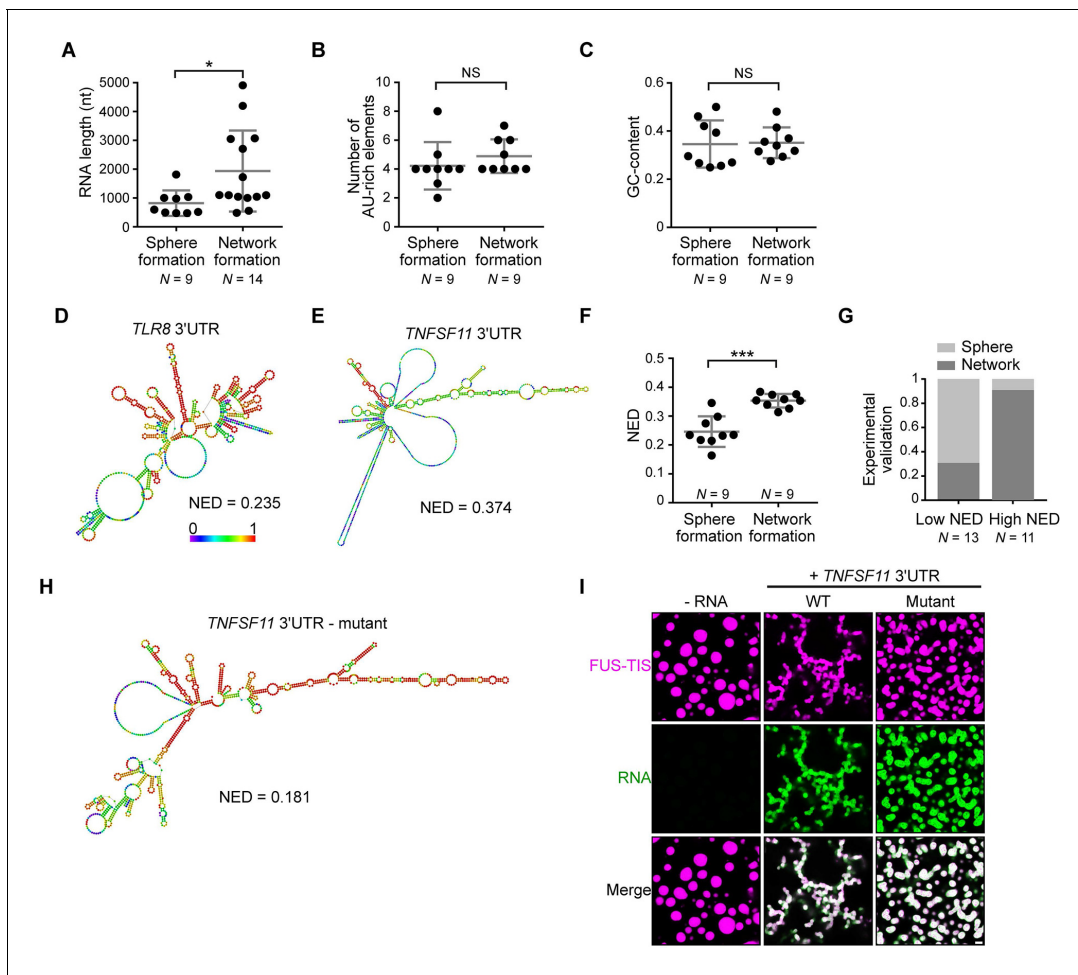 A
*
RNA length (nt)
5000
4000
3000
2000
1000
0
Sphere formation
Network formation
N = 9
N = 14
B
NS
Number of
AU-rich elements
10
8
6
4
2
0
Sphere formation
Network formation
N = 9
N = 9
C
NS
GC-content
0.6
0.4
0.2
0
Sphere formation
Network formation
N = 9
N = 9
D
TLR8 3'UTR
NED = 0.235
0
1
E
TNFSF11 3'UTR
NED = 0.374
F
***
NED
0.5
0.4
0.3
0.2
0.1
0
N = 9
N = 9
Sphere formation
Network formation
G
Sphere
Network
Experimental
validation
1
0.8
0.6
0.4
0.2
0
Low NED
High NED
N = 13
N = 11
H
TNFSF11 3'UTR - mutant
NED = 0.181
I
+ TNFSF11 3'UTR
- RNA
WT
Mutant
FUS-TIS
RNA
Merge